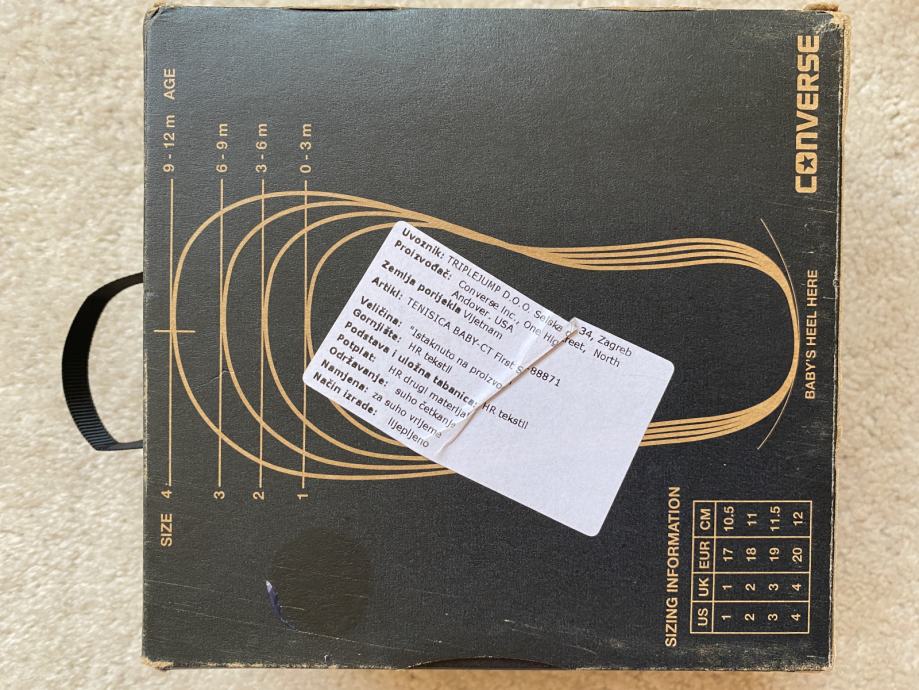 CONVERSE
AGE
9 - 12 m
6 - 9 m
3 - 6 m
0 - 3 m
SIZE
4
3
2
1
BABY'S HEEL HERE
Uvoznik: TRIPLEJUMP D.O.O. Selska 34, Zagreb
Proizvođač: Converse Inc., One High Street, North
Andover- USA
Zemlja porijekla Vijetnam
Artikl: TENISICA BABY-CT First 88871
Veličina: "istaknuto na proizvodu
Gornjište: HR tekstil
Podstava i uložna tabanica: HR tekstil
Potplat: HR drugi materijal
Održavanje: suho četkanje
Namjena: za suho vrijeme
Način izrade: lijepljeno
SIZING INFORMATION
US UK EUR CM
1 1 17 10.5
2 2 18 11
3 3 19 11.5
4 4 20 12